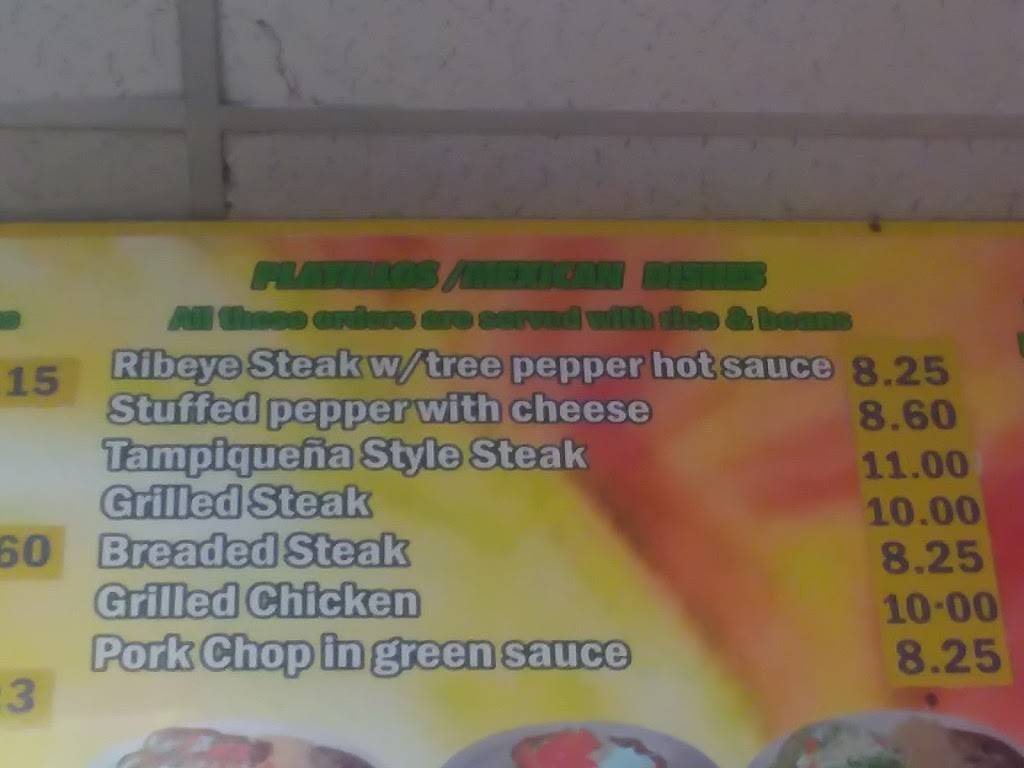 PLATILLOS /MEXICAN DISHES
All these orders are served with rice & beans
Ribeye Steak w/tree pepper hot sauce 8.25
Stuffed pepper with cheese 8.60
Tampiqueña Style Steak 11.00
Grilled Steak 10.00
Breaded Steak 8.25
Grilled Chicken 10.00
Pork Chop in green sauce 8.25
15
60
3